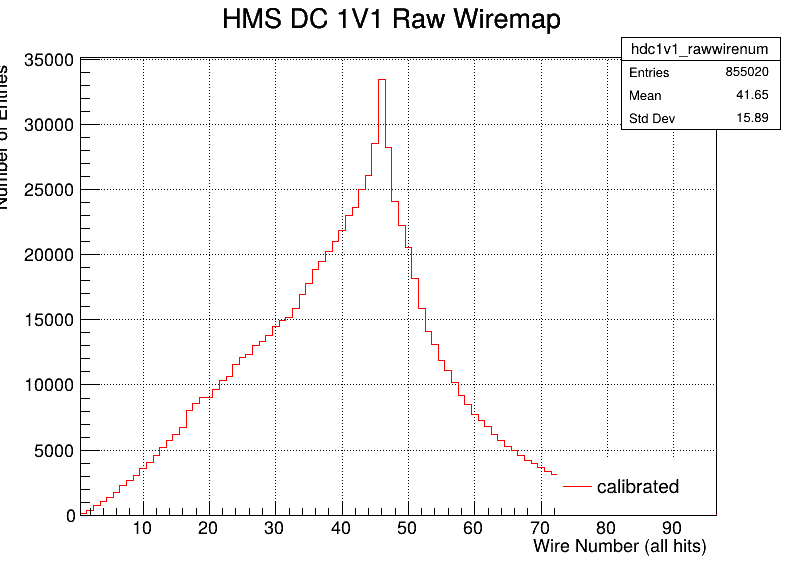 HMS DC 1V1 Raw Wiremap
hdc1v1_rawwirenum
Entries 855020
Mean 41.65
Std Dev 15.89
Number of Entries
35000
30000
25000
20000
15000
10000
5000
0
calibrated
10 20 30 40 50 60 70 80 90
Wire Number (all hits)